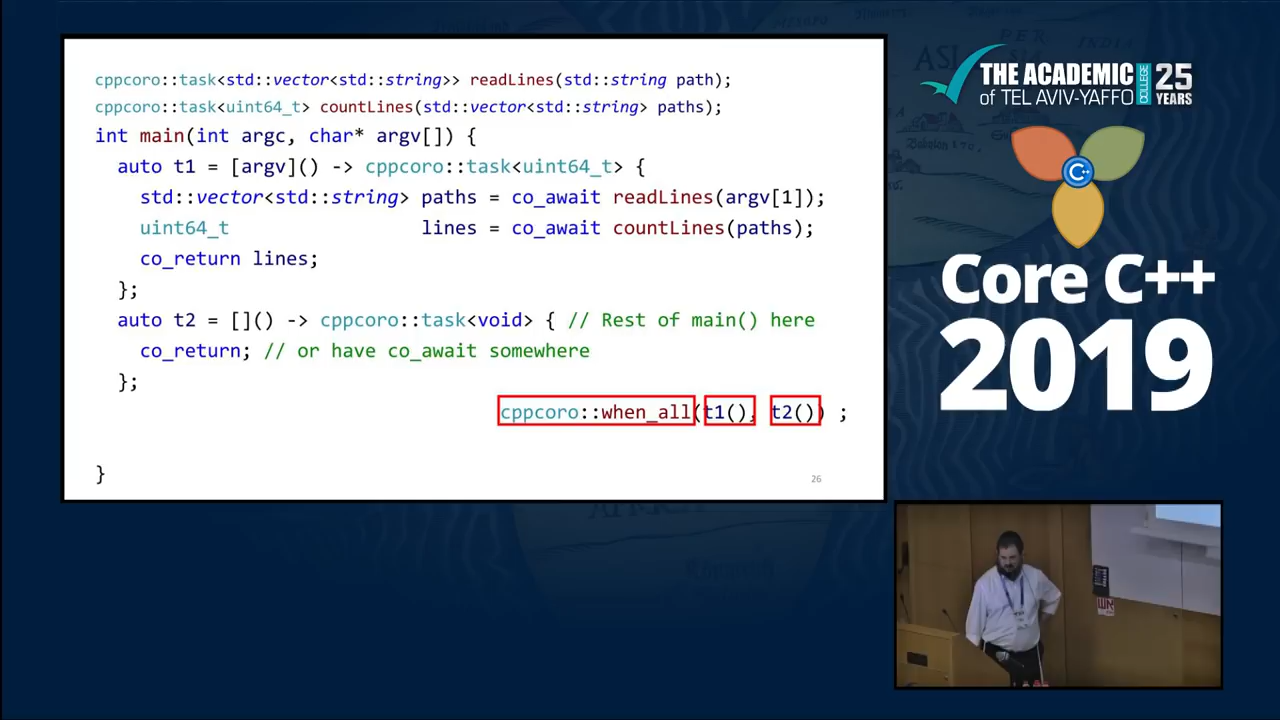 cppcoro::task<std::vector<std::string>> readLines(std::string path);
cppcoro::task<uint64_t> countLines(std::vector<std::string> paths);
int main(int argc, char* argv[]) {
auto t1 = [argv]() -> cppcoro::task<uint64_t> {
std::vector<std::string> paths = co_await readLines(argv[1]);
uint64_t lines = co_await countLines(paths);
co_return lines;
};
auto t2 = []() -> cppcoro::task<void> { // Rest of main() here
co_return; // or have co_await somewhere
};
cppcoro::when_all(t1(), t2()) ;
}
26
THE ACADEMIC
of TEL AVIV-YAFFO
COLLEGE
25
YEARS
C++
Core C++
2019